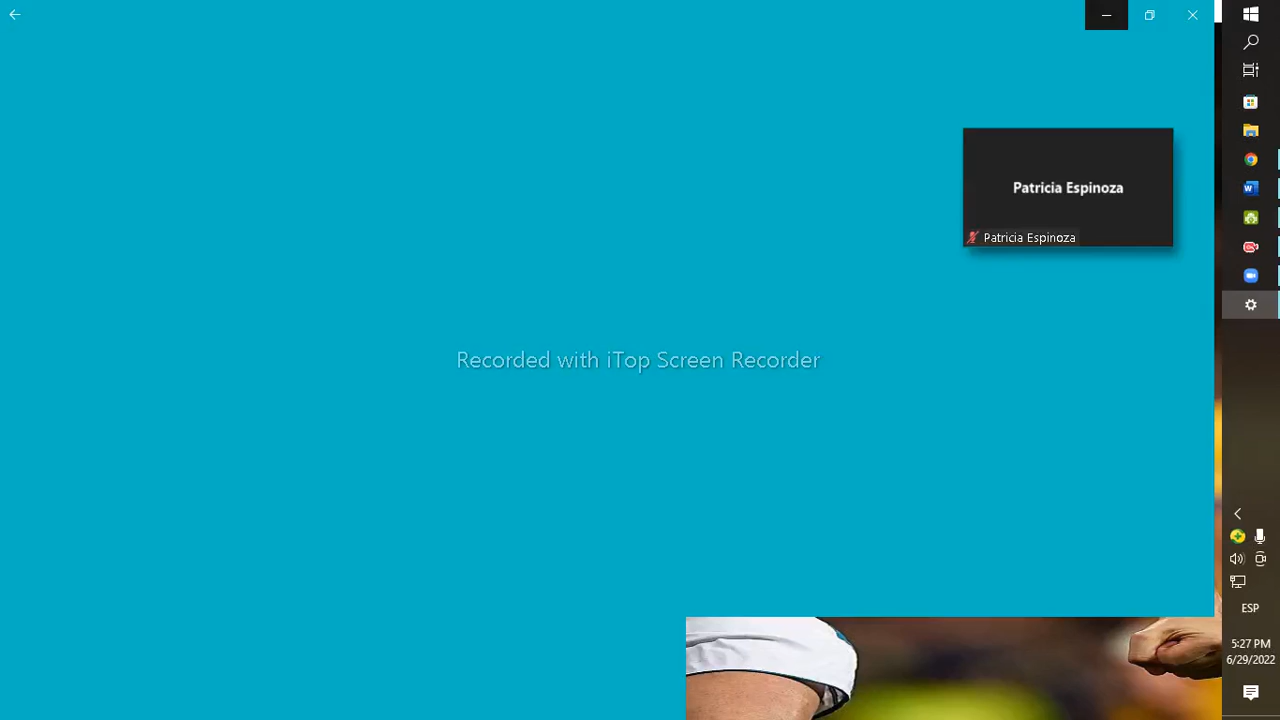 Patricia Espinoza
Patricia Espinoza
Recorded with iTop Screen Recorder
ESP
5:27 PM
6/29/2022